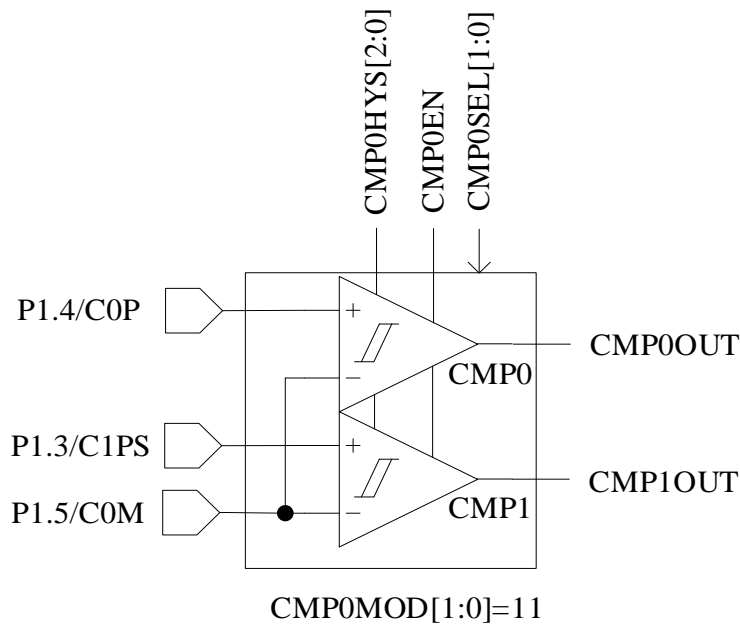 CMP0HYS[2:0]
CMP0EN
CMP0SEL[1:0]
P1.4/C0P
+
−
CMP0
CMP0OUT
P1.3/C1PS
+
P1.5/C0M
−
CMP1
CMP1OUT
CMP0MOD[1:0]=11